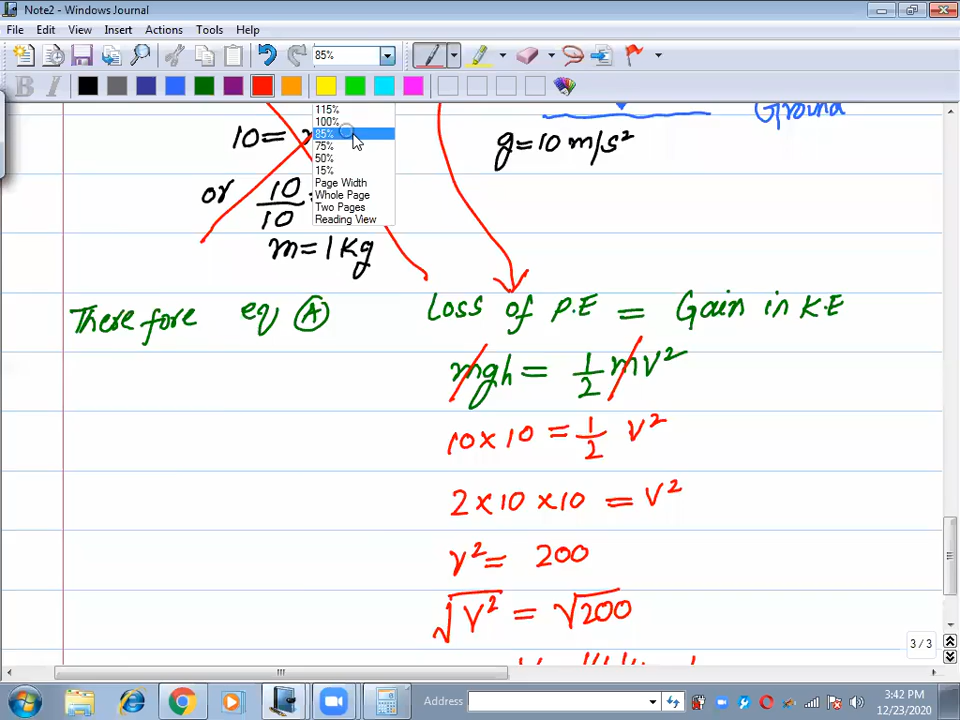 Note2 - Windows Journal
File Edit View Insert Actions Tools Help
85%
B I
115%
100%
85%
75%
50%
15%
Page Width
Whole Page
Two Pages
Reading View
Ground
10 =
g = 10 m/s²
or 10/10 =
m = 1 Kg
Therefore eq Ⓐ Loss of P.E = Gain in K.E
mgh = 1/2 mv²
10 × 10 = 1/2 v²
2 × 10 × 10 = v²
v² = 200
√v² = √200
3 / 3
Address
3:42 PM
12/23/2020